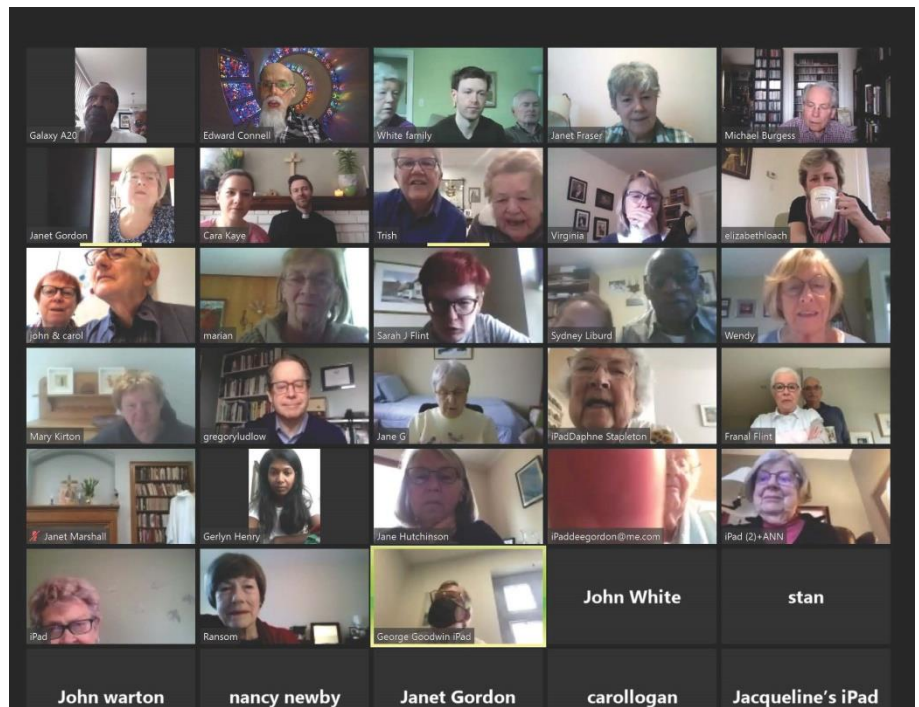 Galaxy A20
Edward Connell
White family
Janet Fraser
Michael Burgess
Janet Gordon
Cara Kaye
Trish
Virginia
elizabethloach
john & carol
marian
Sarah J Flint
Sydney Liburd
Wendy
Mary Kirton
gregoryludlow
Jane G
iPadDaphne Stapleton
Franal Flint
Janet Marshall
Gerlyn Henry
Jane Hutchinson
iPaddeegordon@me.com
iPad (2)+ANN
iPad
Ransom
George Goodwin iPad
John White
stan
John warton
nancy newby
Janet Gordon
carollogan
Jacqueline's iPad